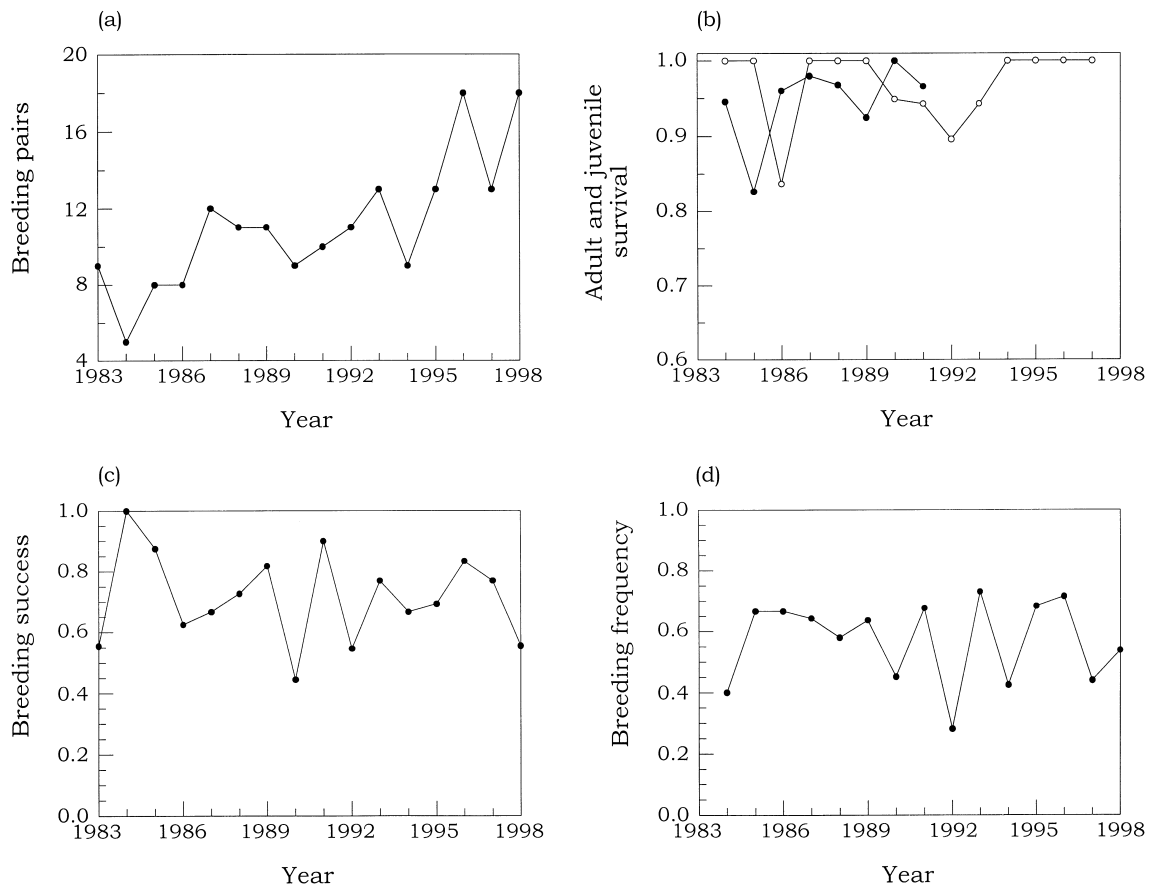 (a)
20
16
12
8
4
Breeding pairs
1983 1986 1989 1992 1995 1998
Year
(b)
1.0
0.9
0.8
0.7
0.6
Adult and juvenile
survival
1983 1986 1989 1992 1995 1998
Year
(c)
1.0
0.8
0.6
0.4
0.2
0.0
Breeding success
1983 1986 1989 1992 1995 1998
Year
(d)
1.0
0.8
0.6
0.4
0.2
0.0
Breeding frequency
1983 1986 1989 1992 1995 1998
Year